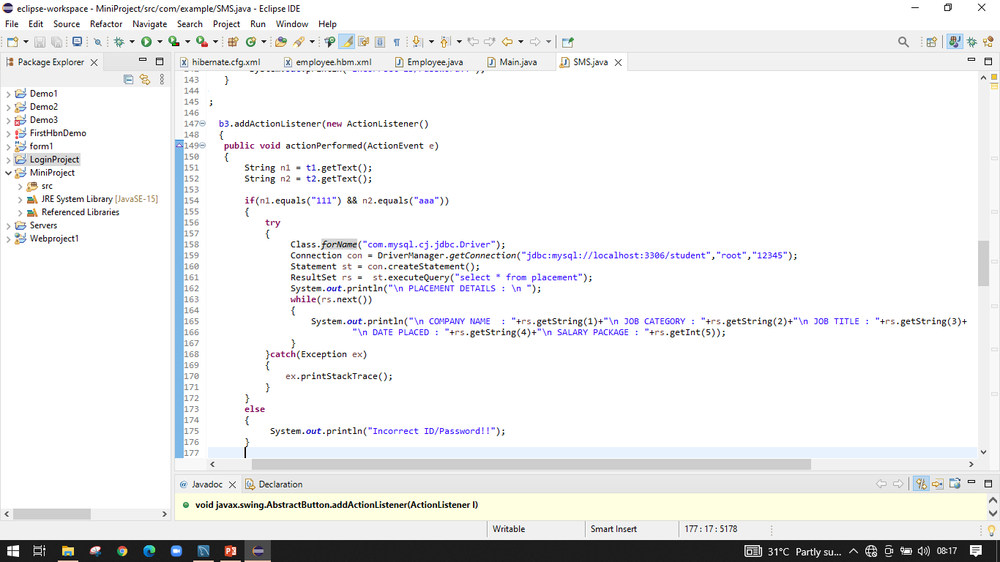 eclipse-workspace - MiniProject/src/com/example/SMS.java - Eclipse IDE
File Edit Source Refactor Navigate Search Project Run Window Help
Package Explorer
hibernate.cfg.xml employee.hbm.xml Employee.java Main.java SMS.java
Demo1
Demo2
Demo3
FirstHbnDemo
form1
LoginProject
MiniProject
src
JRE System Library [JavaSE-15]
Referenced Libraries
Servers
Webproject1
143 }
144
145 ;
146
147 b3.addActionListener(new ActionListener()
148 {
149 public void actionPerformed(ActionEvent e)
150 {
151 String n1 = t1.getText();
152 String n2 = t2.getText();
153
154 if(n1.equals("111") && n2.equals("aaa"))
155 {
156 try
157 {
158 Class.forName("com.mysql.cj.jdbc.Driver");
159 Connection con = DriverManager.getConnection("jdbc:mysql://localhost:3306/student","root","12345");
160 Statement st = con.createStatement();
161 ResultSet rs =  st.executeQuery("select * from placement");
162 System.out.println("\n PLACEMENT DETAILS : \n ");
163 while(rs.next())
164 {
165 System.out.println("\n COMPANY NAME  : "+rs.getString(1)+"\n JOB CATEGORY : "+rs.getString(2)+"\n JOB TITLE : "+rs.getString(3)+
166 "\n DATE PLACED : "+rs.getString(4)+"\n SALARY PACKAGE : "+rs.getInt(5));
167 }
168 }catch(Exception ex)
169 {
170 ex.printStackTrace();
171 }
172 }
173 else
174 {
175 System.out.println("Incorrect ID/Password!!");
176 }
177
@ Javadoc Declaration
void javax.swing.AbstractButton.addActionListener(ActionListener l)
Writable Smart Insert 177 : 17 : 5178
31°C Partly su... 08:17